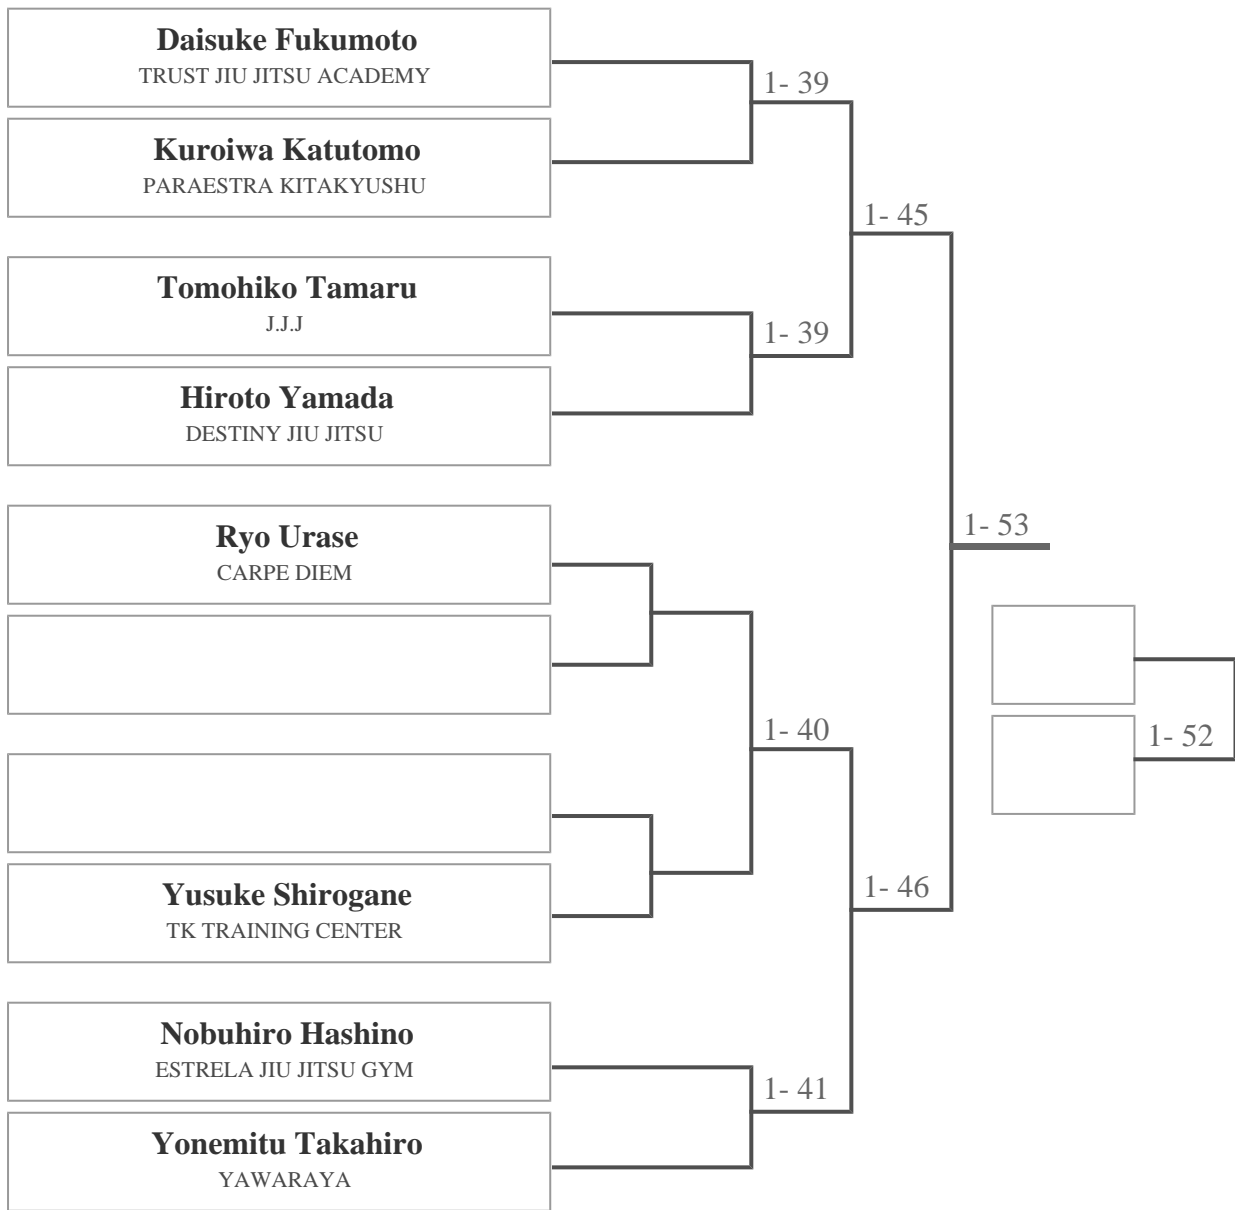 Daisuke Fukumoto
TRUST JIU JITSU ACADEMY
1- 39
Kuroiwa Katutomo
PARAESTRA KITAKYUSHU
1- 45
Tomohiko Tamaru
J.J.J
1- 39
Hiroto Yamada
DESTINY JIU JITSU
Ryo Urase
CARPE DIEM
1- 53
1- 40
1- 52
Yusuke Shirogane
TK TRAINING CENTER
1- 46
Nobuhiro Hashino
ESTRELA JIU JITSU GYM
1- 41
Yonemitu Takahiro
YAWARAYA